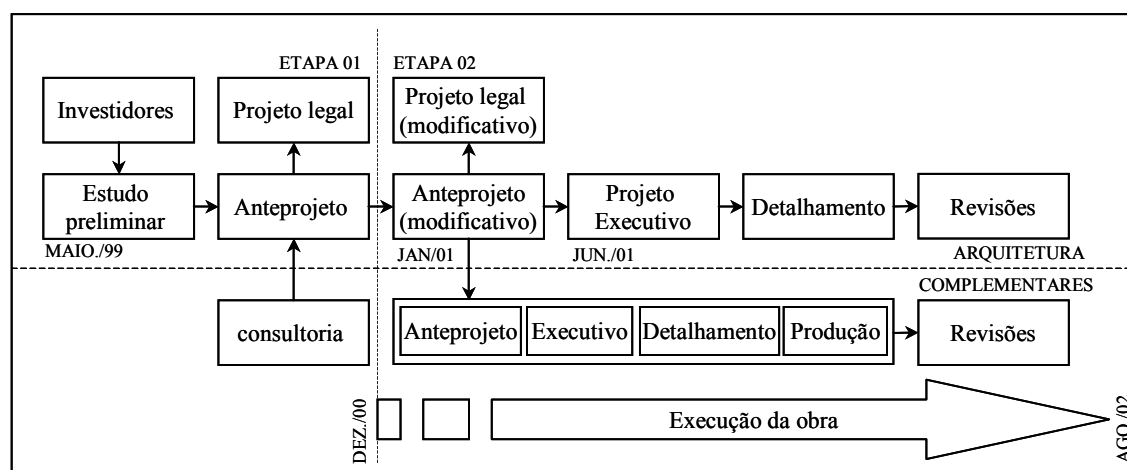 ETAPA 01
ETAPA 02
Investidores
Projeto legal
Projeto legal
(modificativo)
Estudo
preliminar
Anteprojeto
Anteprojeto
(modificativo)
Projeto
Executivo
Detalhamento
Revisões
MAIO./99
JAN/01
JUN./01
ARQUITETURA
COMPLEMENTARES
consultoria
Anteprojeto
Executivo
Detalhamento
Produção
Revisões
DEZ./00
Execução da obra
AGO./02